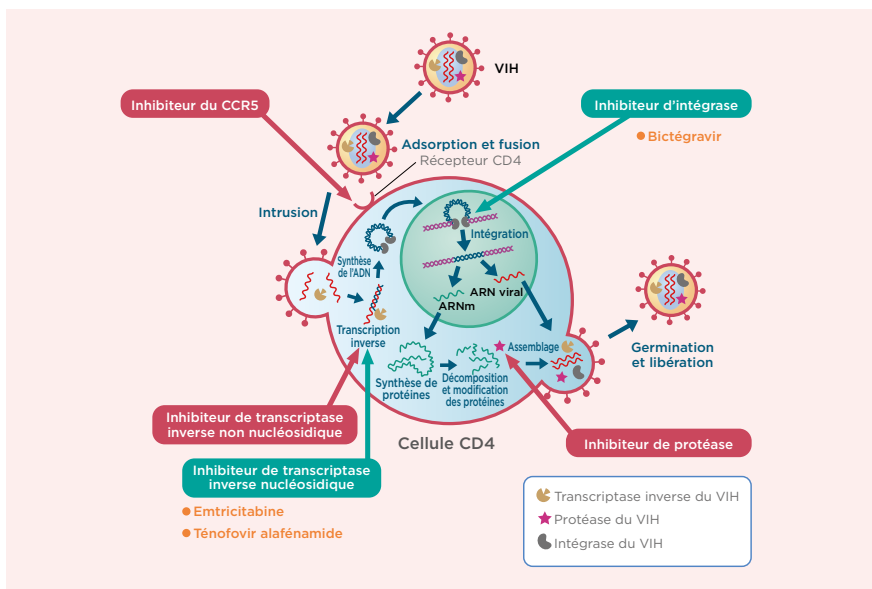 VIH
Inhibiteur du CCR5
Inhibiteur d'intégrase
Bictégravir
Adsorption et fusion
Récepteur CD4
Intrusion
Intégration
Synthèse
de l'ADN
ARN viral
ARNm
Transcription
inverse
Assemblage
Germination
et libération
Synthèse de
protéines
Décomposition
et modification
des protéines
Inhibiteur de transcriptase
inverse non nucléosidique
Cellule CD4
Inhibiteur de protéase
Inhibiteur de transcriptase
inverse nucléosidique
Emtricitabine
Ténofovir alafénamide
Transcriptase inverse du VIH
Protéase du VIH
Intégrase du VIH